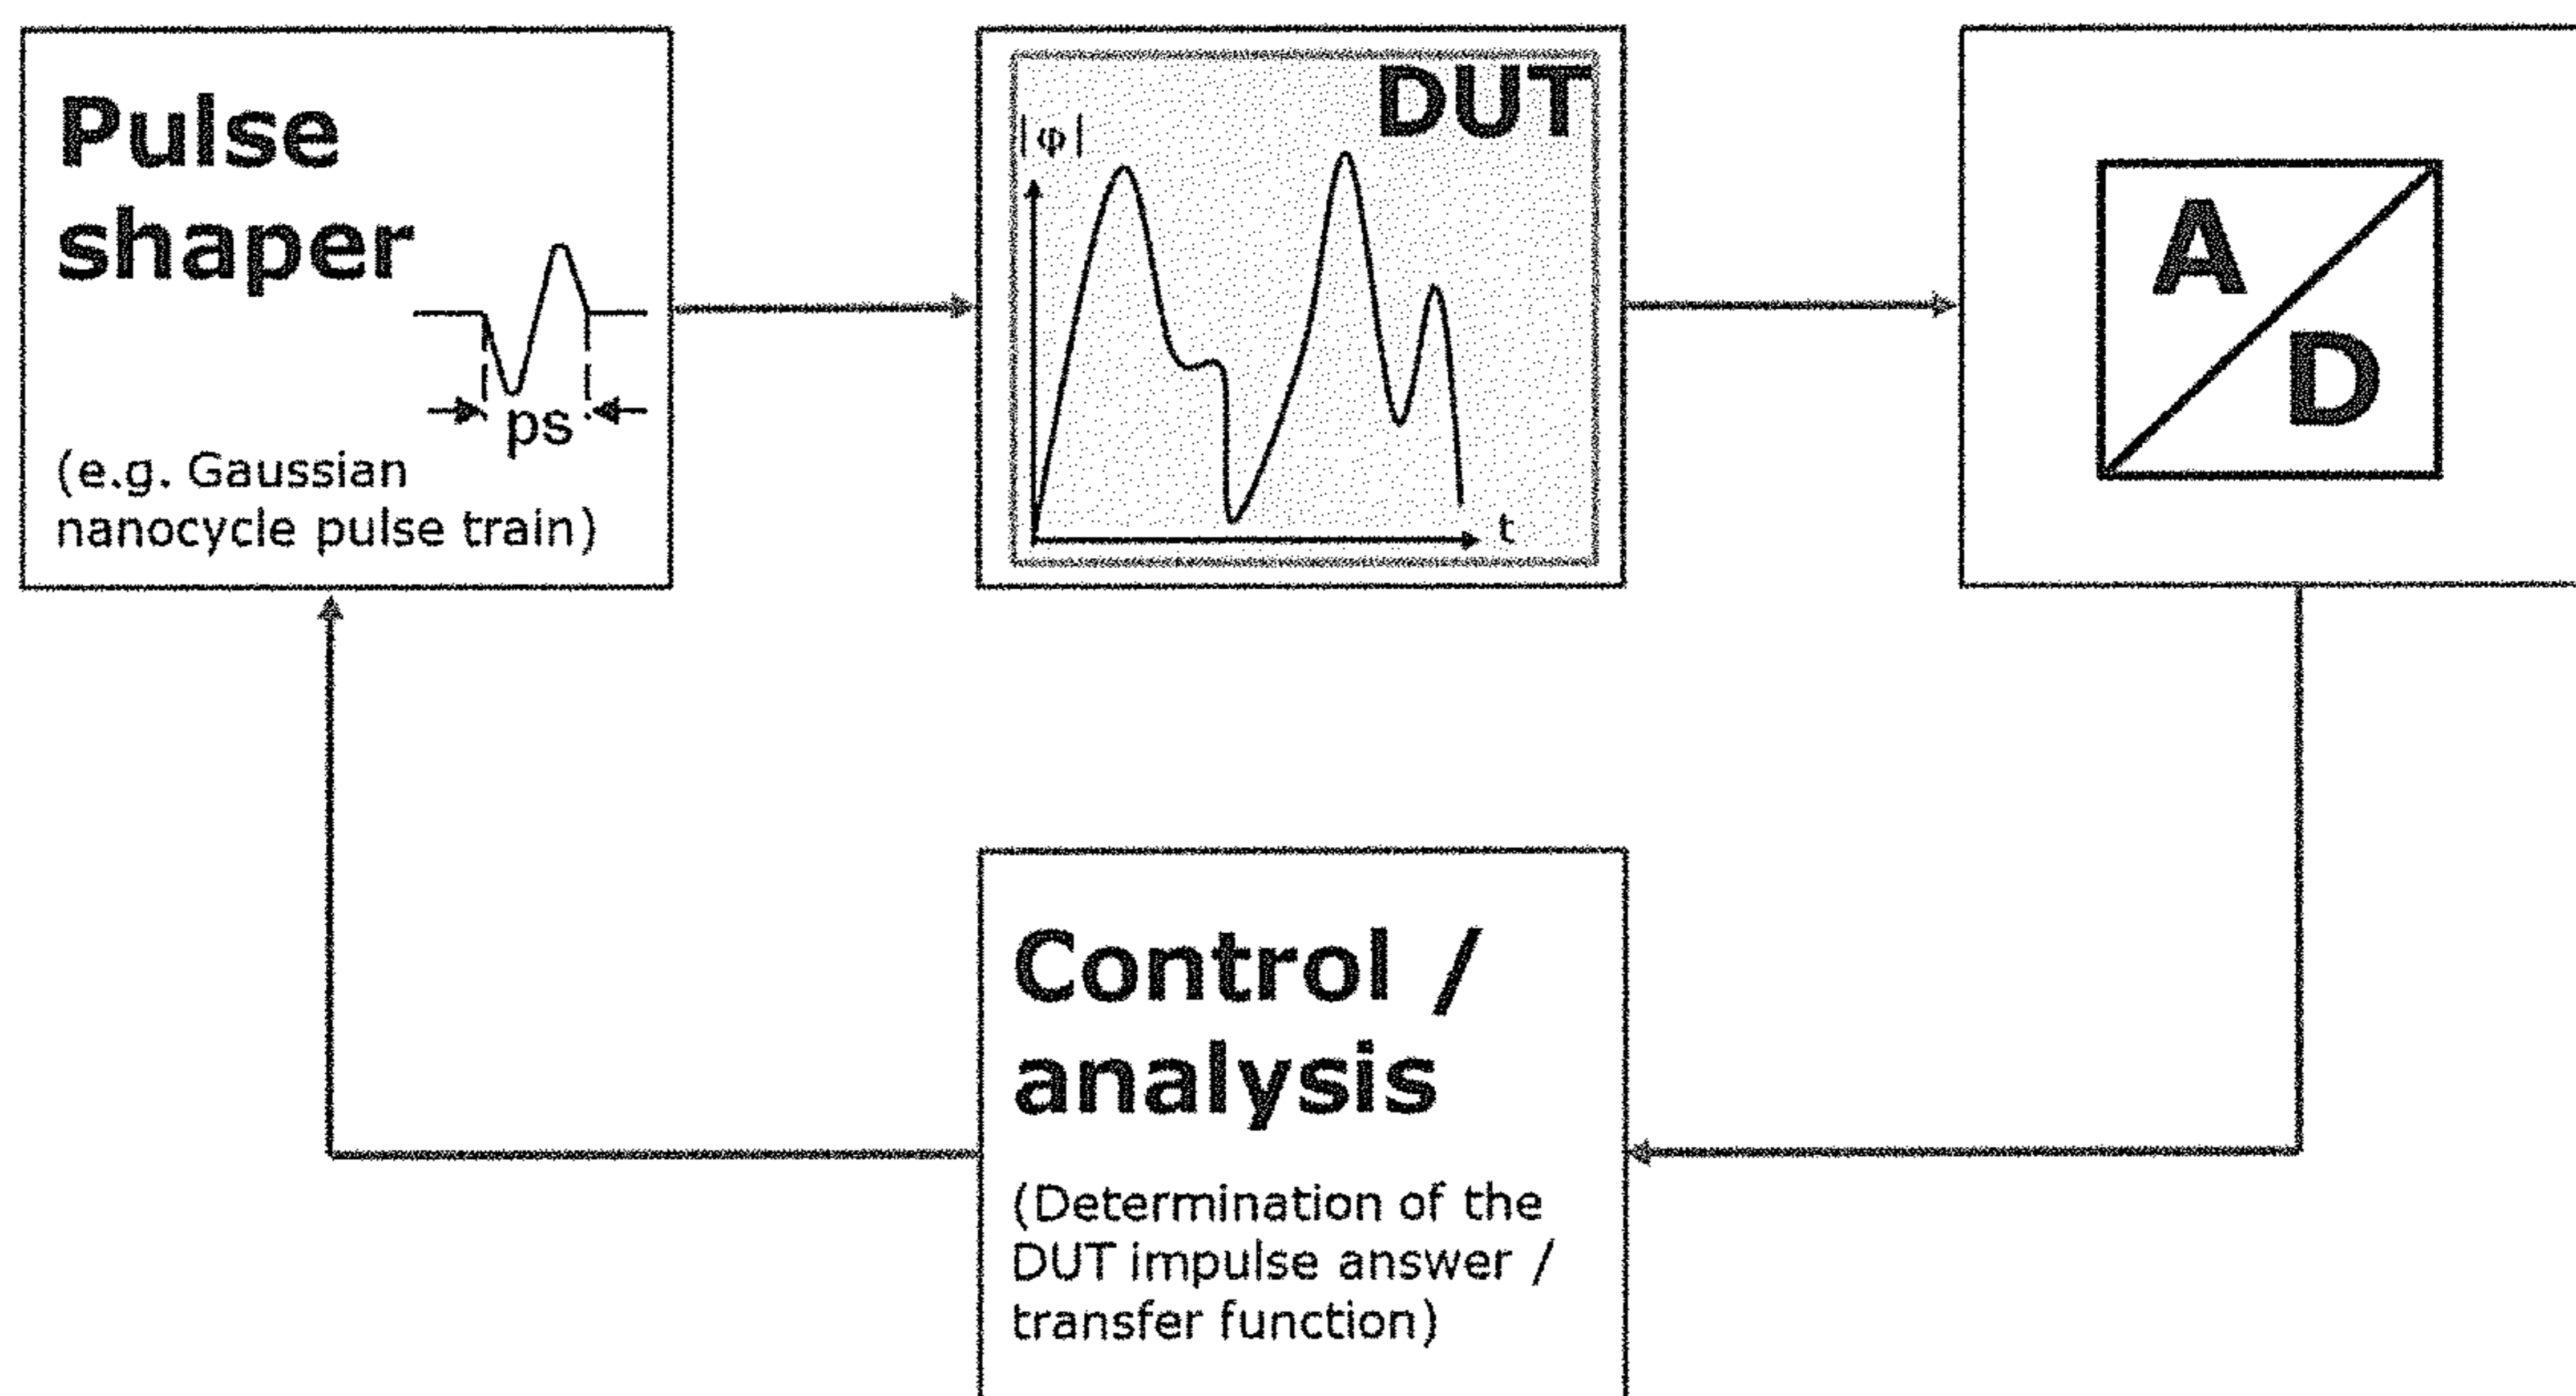 Pulse
shaper
ps
(e.g. Gaussian
nanocycle pulse train)
DUT
|φ|
t
A
D
Control /
analysis
(Determination of the
DUT impulse answer /
transfer function)